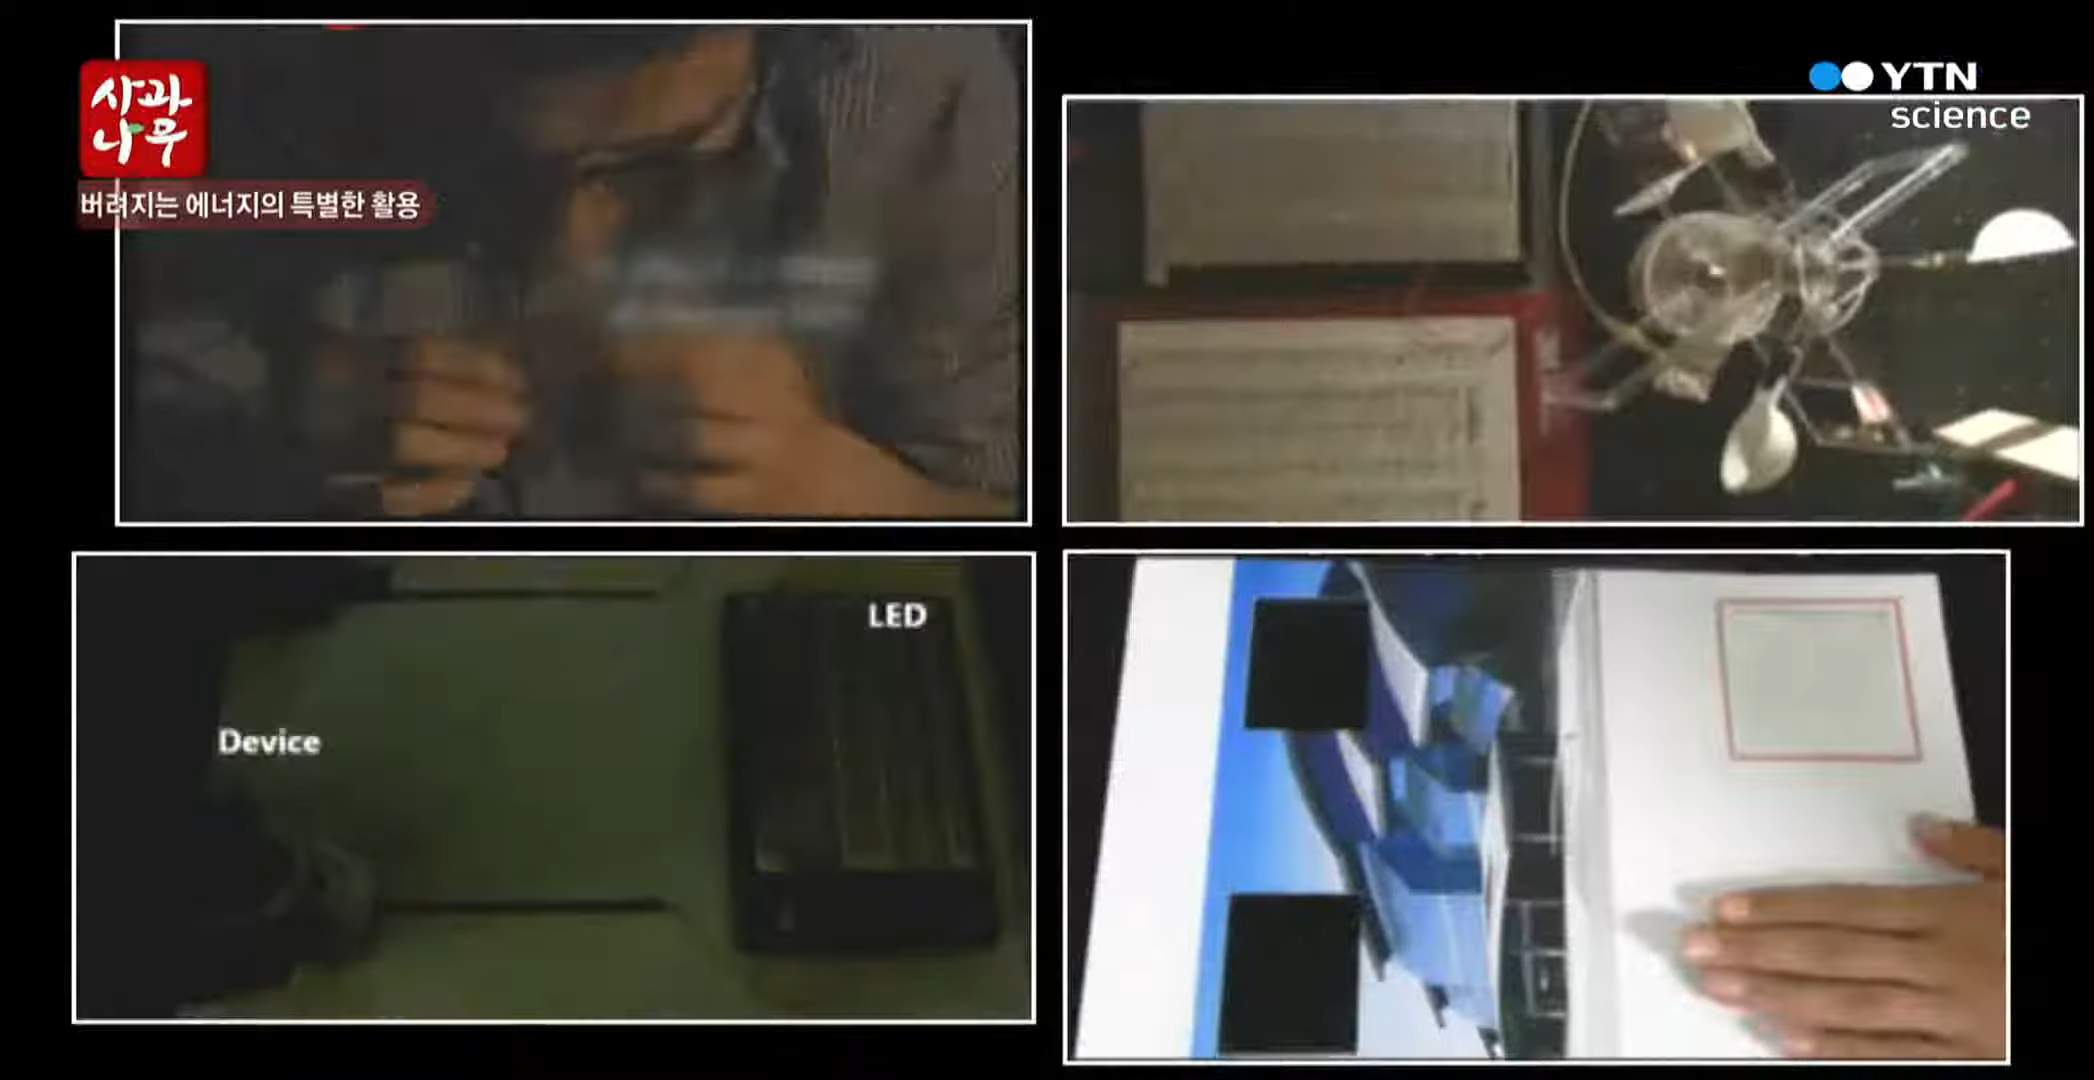 사과
나무
버려지는 에너지의 특별한 활용
YTN
science
LED
Device